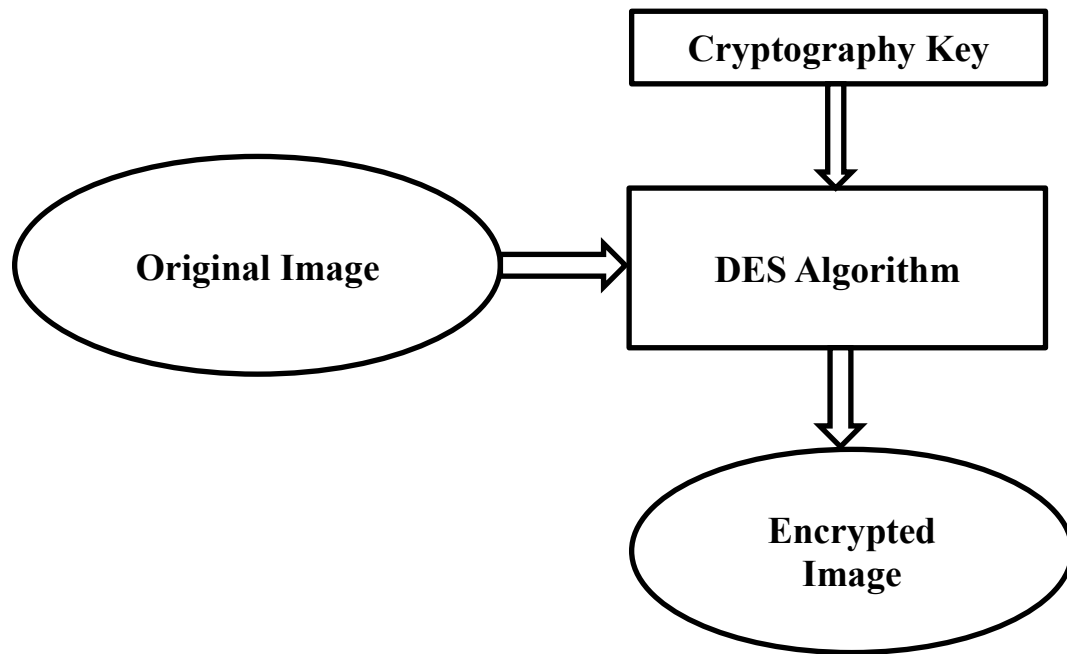 Cryptography Key
Original Image
DES Algorithm
Encrypted
Image